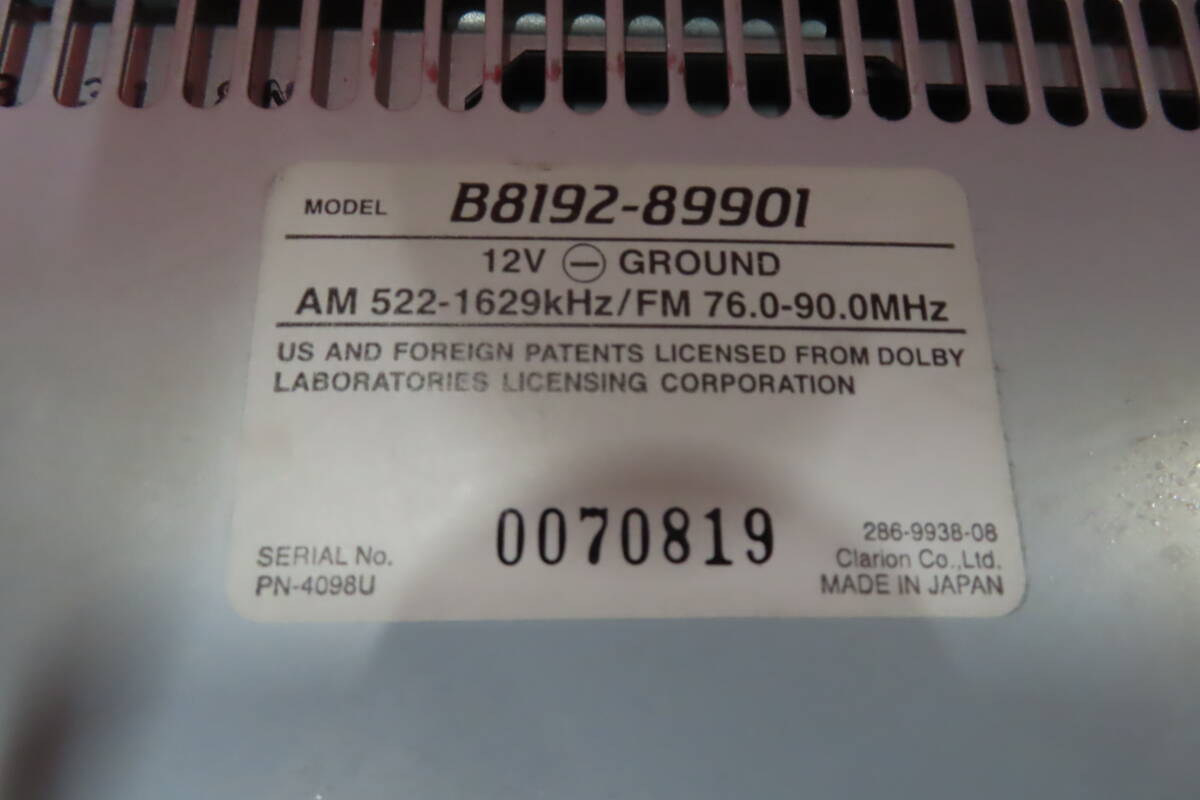 MODEL B8192-89901
12V ⊖ GROUND
AM 522-1629kHz/FM 76.0-90.0MHz
US AND FOREIGN PATENTS LICENSED FROM DOLBY
LABORATORIES LICENSING CORPORATION
0070819
286-9938-08
SERIAL No.
Clarion Co.,Ltd.
PN-4098U
MADE IN JAPAN